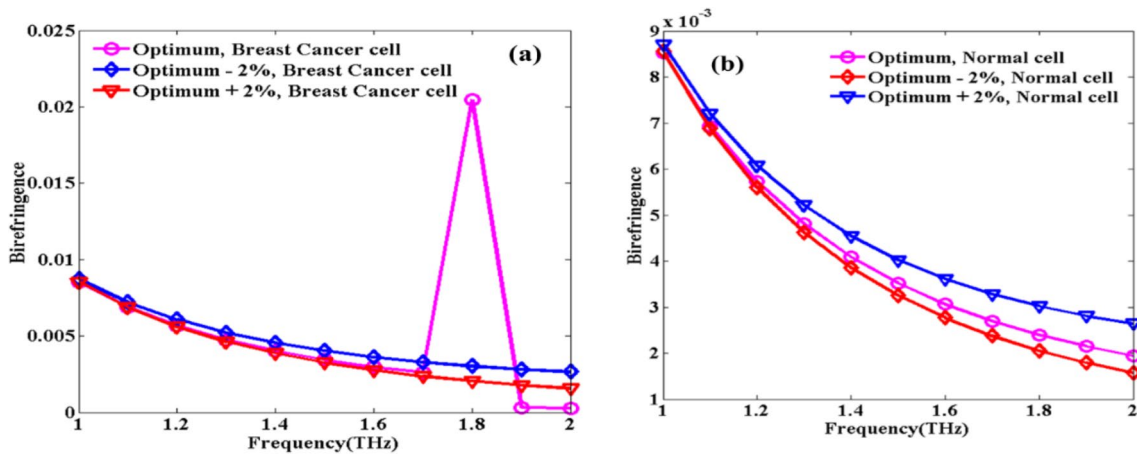 0.025
0.02
0.015
0.01
0.005
0
Birefringence
Optimum, Breast Cancer cell
Optimum - 2%, Breast Cancer cell
Optimum + 2%, Breast Cancer cell
(a)
1 1.2 1.4 1.6 1.8 2
Frequency(THz)
9 x 10-3
8
7
6
5
4
3
2
1
Birefringence
(b)
Optimum, Normal cell
Optimum - 2%, Normal cell
Optimum + 2%, Normal cell
1 1.2 1.4 1.6 1.8 2
Frequency(THz)